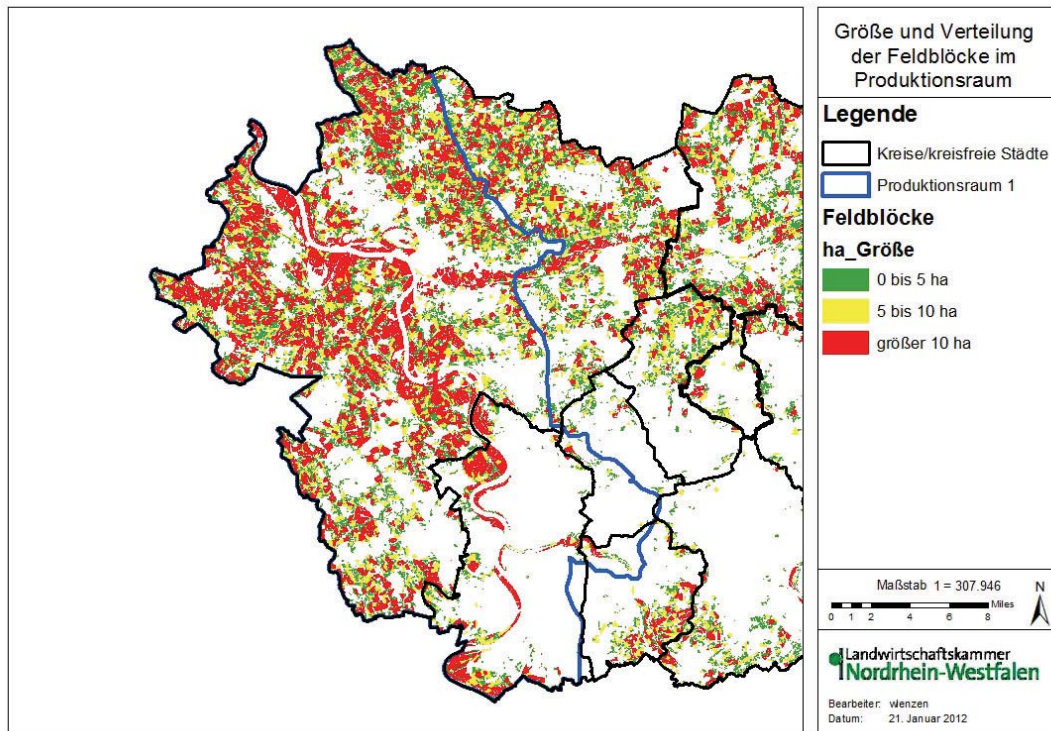 Größe und Verteilung
der Feldblöcke im
Produktionsraum
Legende
Kreise/kreisfreie Städte
Produktionsraum 1
Feldblöcke
ha_Größe
0 bis 5 ha
5 bis 10 ha
größer 10 ha
Maßstab 1 = 307.946
N
Miles
0 1 2 4 6 8
Landwirtschaftskammer
Nordrhein-Westfalen
Bearbeiter: wlenzen
Datum: 21. Januar 2012